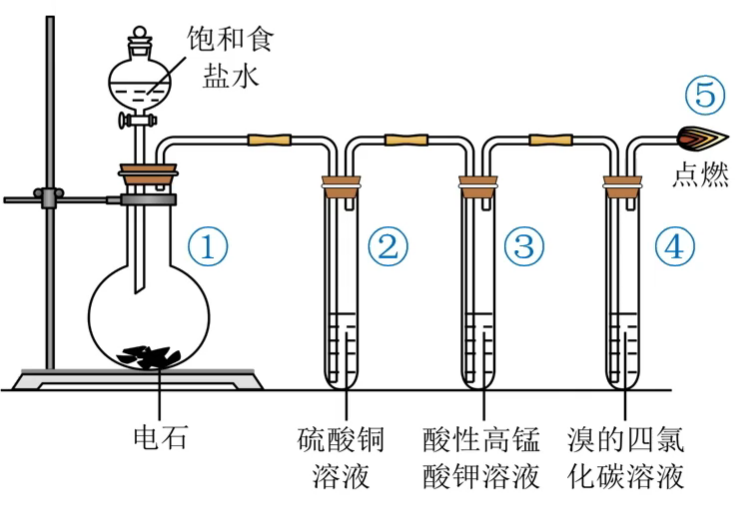 饱和食
盐水
⑤
点燃
①
②
③
④
电石
硫酸铜
溶液
酸性高锰
酸钾溶液
溴的四氯
化碳溶液